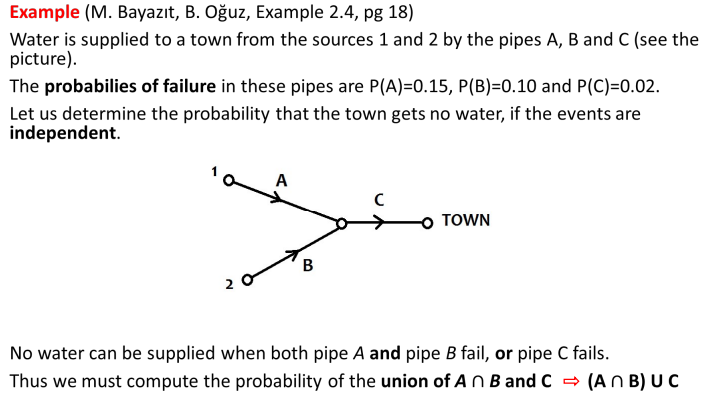 Example (M. Bayazıt, B. Oğuz, Example 2.4, pg 18)
Water is supplied to a town from the sources 1 and 2 by the pipes A, B and C (see the
picture).
The probabilies of failure in these pipes are P(A)=0.15, P(B)=0.10 and P(C)=0.02.
Let us determine the probability that the town gets no water, if the events are
independent.
1
A
C
TOWN
B
2
No water can be supplied when both pipe A and pipe B fail, or pipe C fails.
Thus we must compute the probability of the union of A ∩ B and C ⇨ (A ∩ B) U C